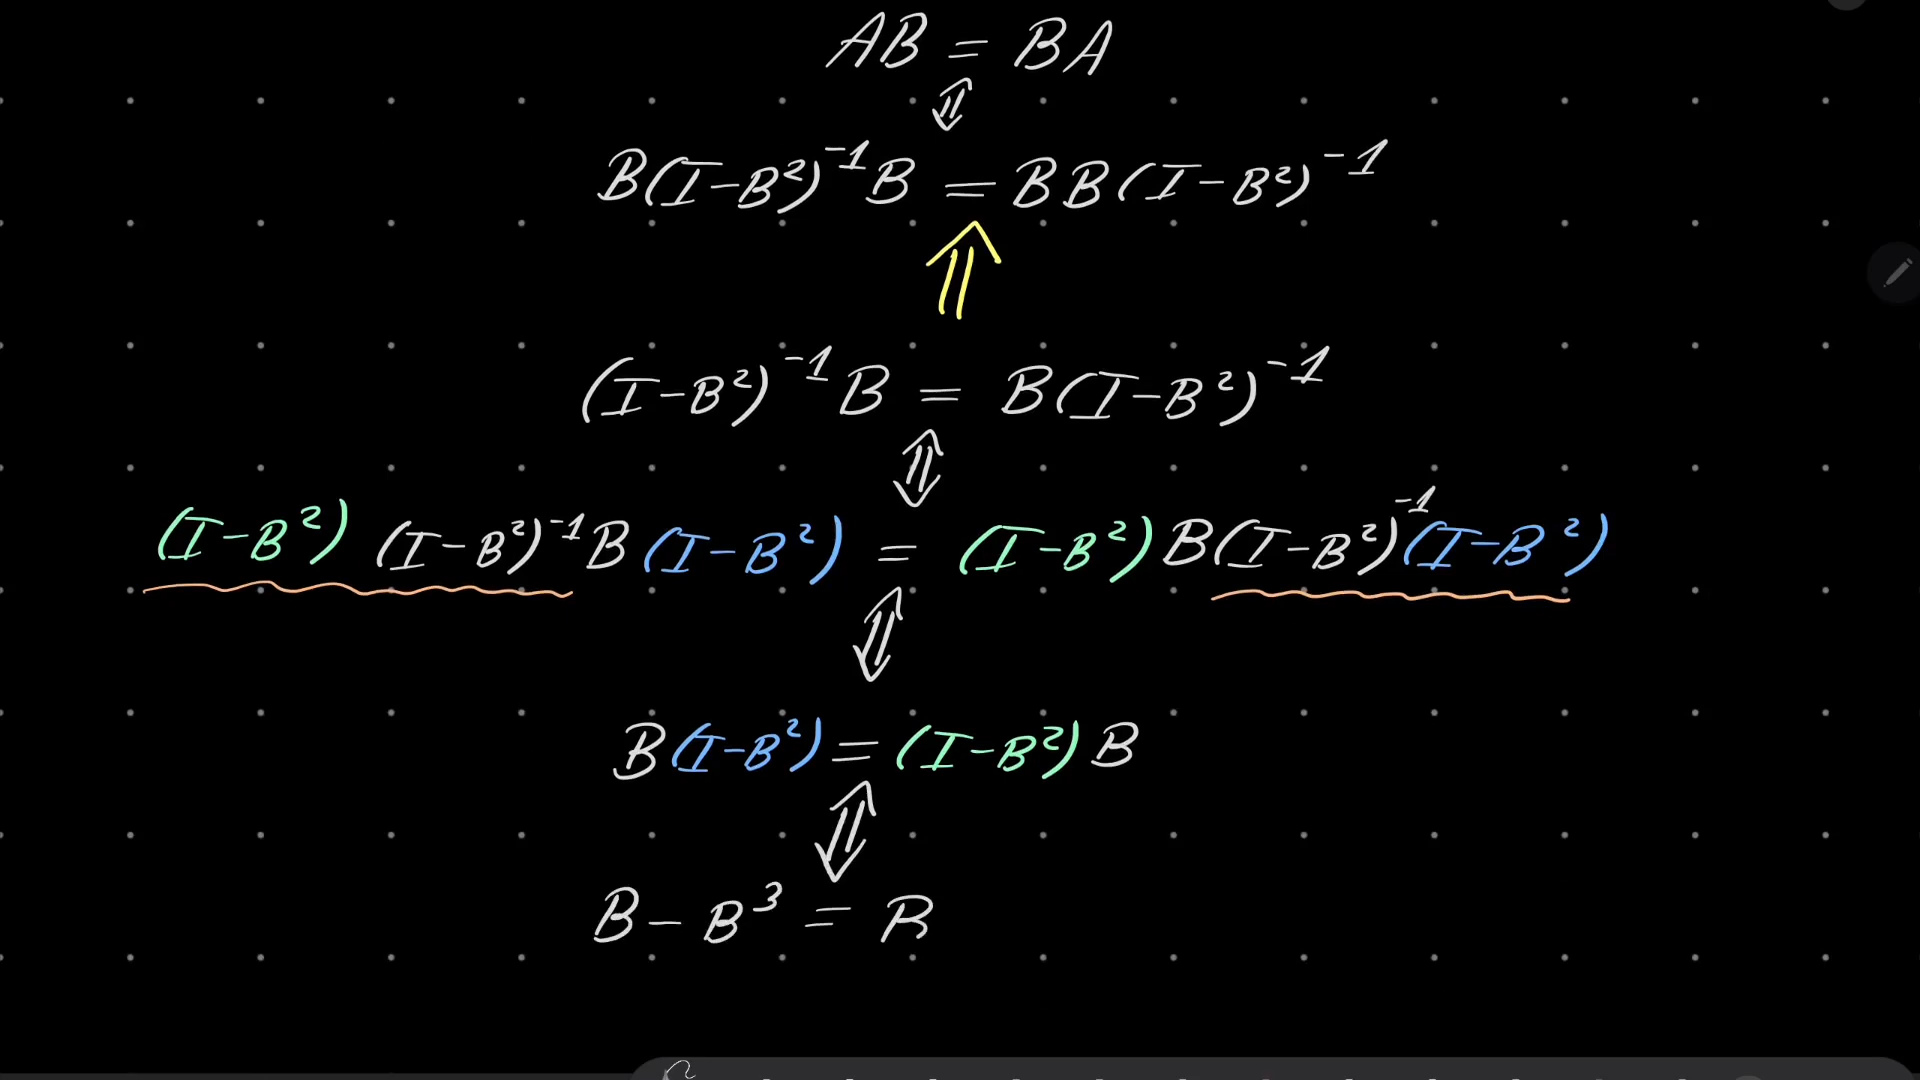 AB = BA
⇕
B(I-B²)⁻¹B = BB(I-B²)⁻¹
⇑
(I-B²)⁻¹B = B(I-B²)⁻¹
⇕
(I-B²)(I-B²)⁻¹B(I-B²) = (I-B²)B(I-B²)⁻¹(I-B²)
⇕
B(I-B²) = (I-B²)B
⇕
B - B³ = B